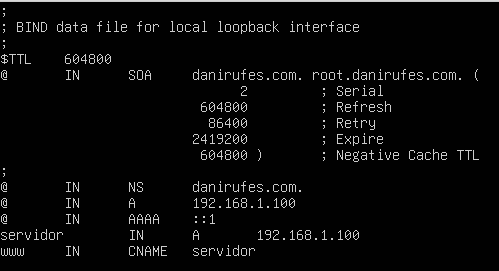 ;
; BIND data file for local loopback interface
;
$TTL    604800
@       IN      SOA     danirufes.com. root.danirufes.com. (
                              2         ; Serial
                         604800         ; Refresh
                          86400         ; Retry
                        2419200         ; Expire
                         604800 )       ; Negative Cache TTL
;
@       IN      NS      danirufes.com.
@       IN      A       192.168.1.100
@       IN      AAAA    ::1
servidor        IN      A       192.168.1.100
www     IN      CNAME   servidor